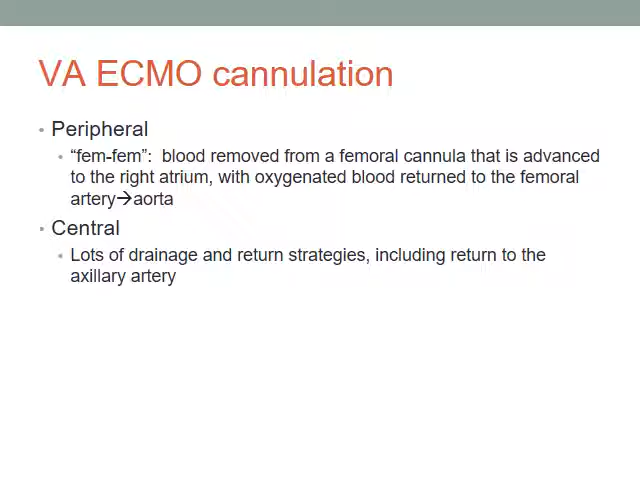 VA ECMO cannulation
• Peripheral
• “fem-fem”:  blood removed from a femoral cannula that is advanced
to the right atrium, with oxygenated blood returned to the femoral
artery→aorta
• Central
• Lots of drainage and return strategies, including return to the
axillary artery